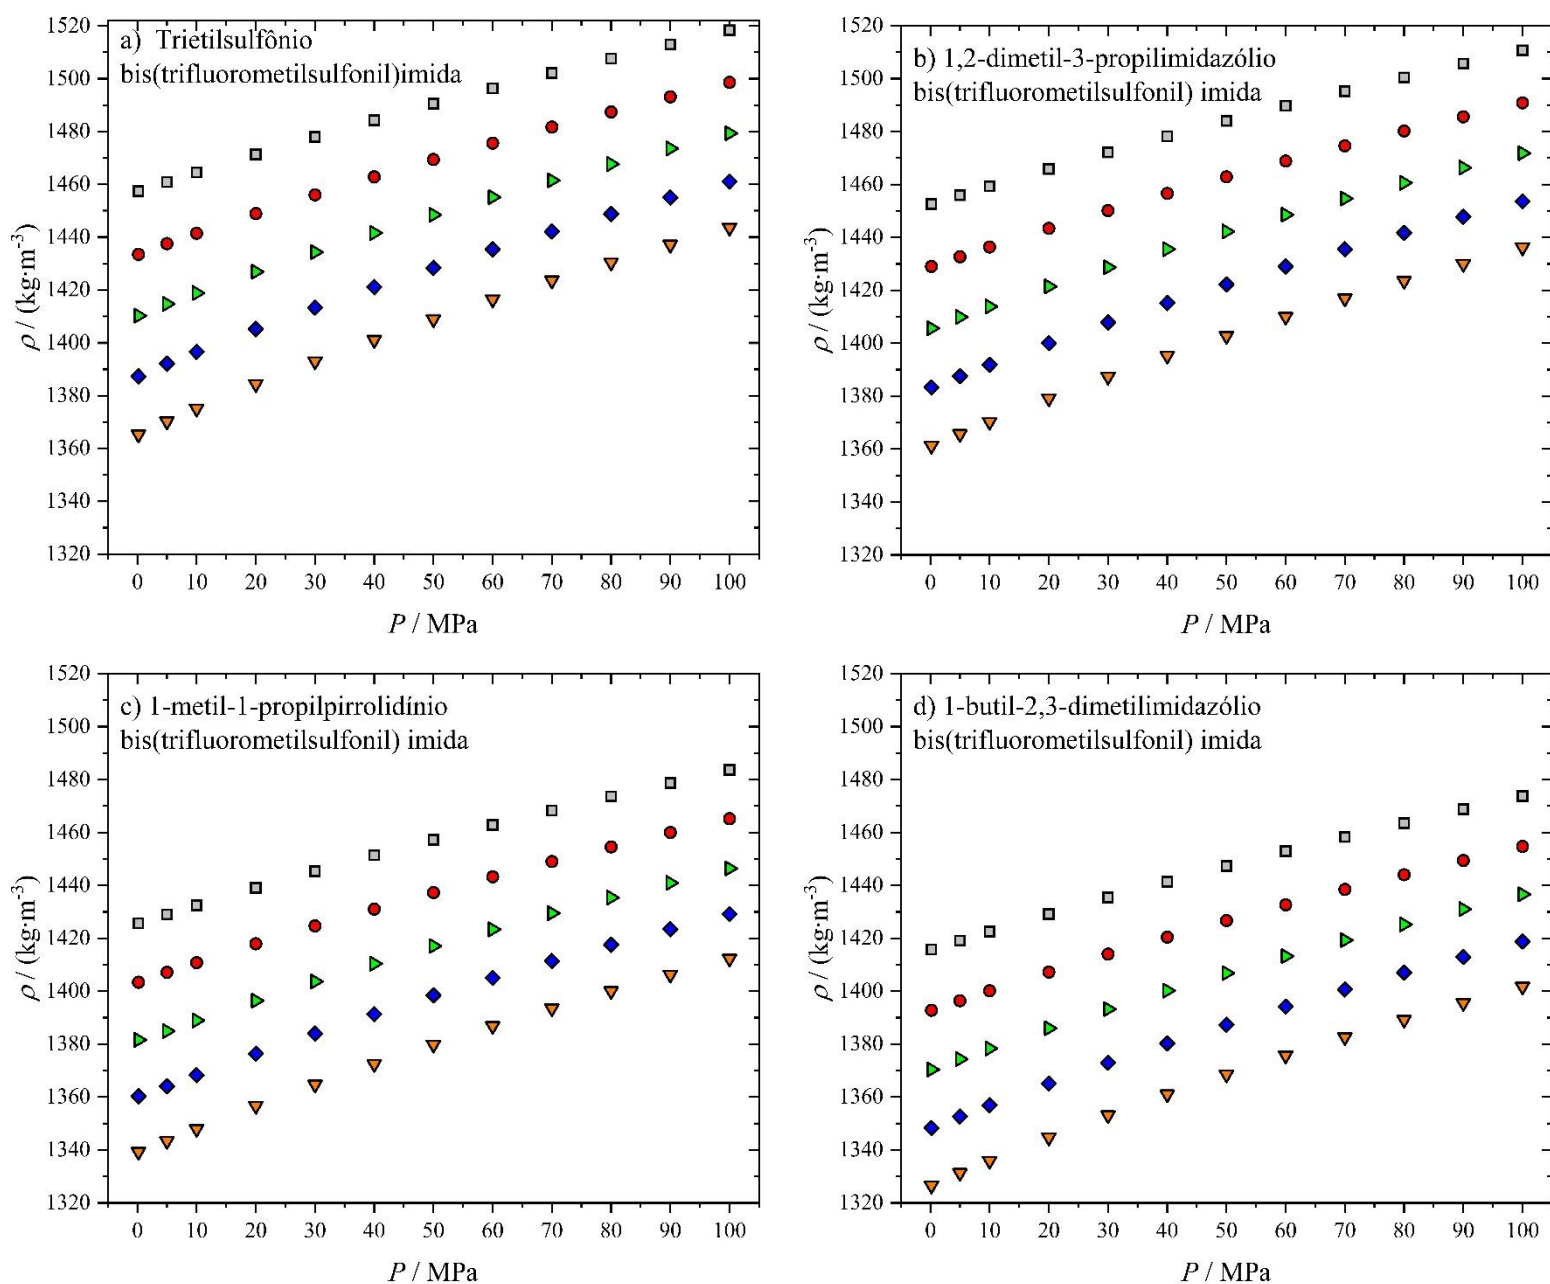 a) Trietilsulfônio
bis(trifluorometilsulfonil)imida
1520
1500
1480
1460
1440
1420
1400
1380
1360
1340
1320
ρ / (kg·m-3)
0 10 20 30 40 50 60 70 80 90 100
P / MPa
b) 1,2-dimetil-3-propilimidazólio
bis(trifluorometilsulfonil) imida
1520
1500
1480
1460
1440
1420
1400
1380
1360
1340
1320
ρ / (kg·m-3)
0 10 20 30 40 50 60 70 80 90 100
P / MPa
c) 1-metil-1-propilpirrolidínio
bis(trifluorometilsulfonil) imida
1520
1500
1480
1460
1440
1420
1400
1380
1360
1340
1320
ρ / (kg·m-3)
0 10 20 30 40 50 60 70 80 90 100
P / MPa
d) 1-butil-2,3-dimetilimidazólio
bis(trifluorometilsulfonil) imida
1520
1500
1480
1460
1440
1420
1400
1380
1360
1340
1320
ρ / (kg·m-3)
0 10 20 30 40 50 60 70 80 90 100
P / MPa